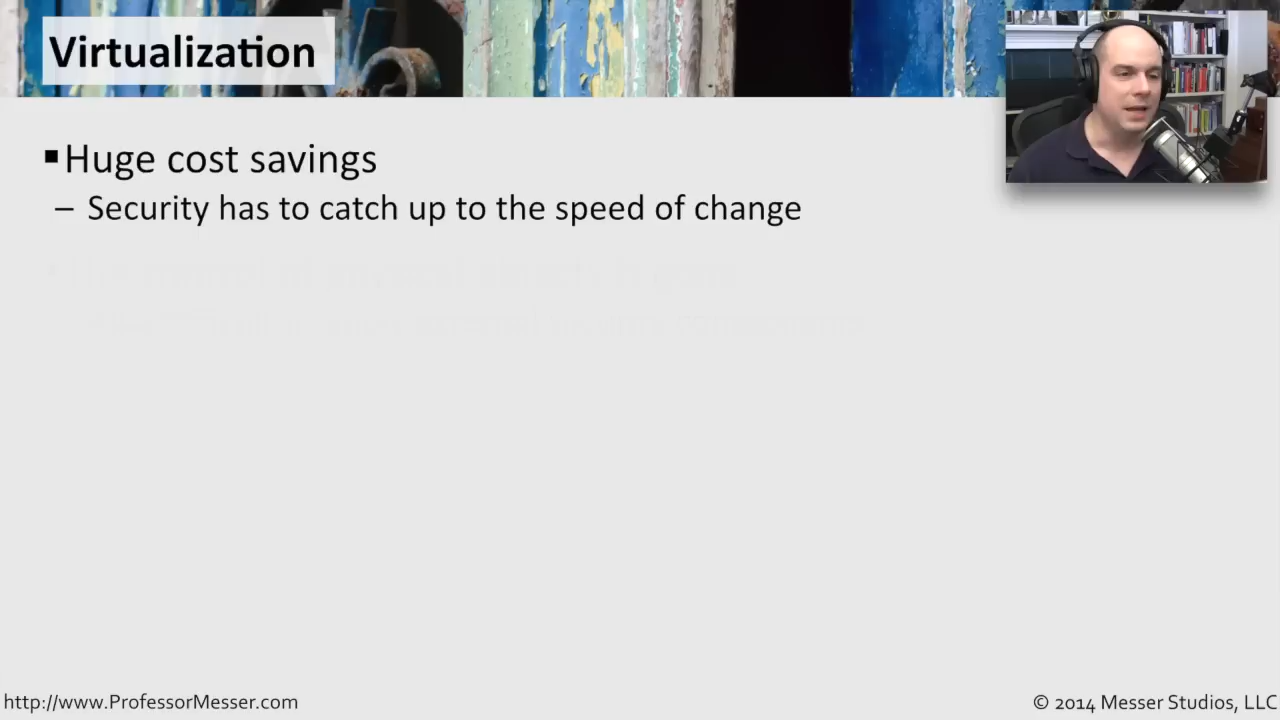 Virtualization
▪Huge cost savings
– Security has to catch up to the speed of change
http://www.ProfessorMesser.com
© 2014 Messer Studios, LLC